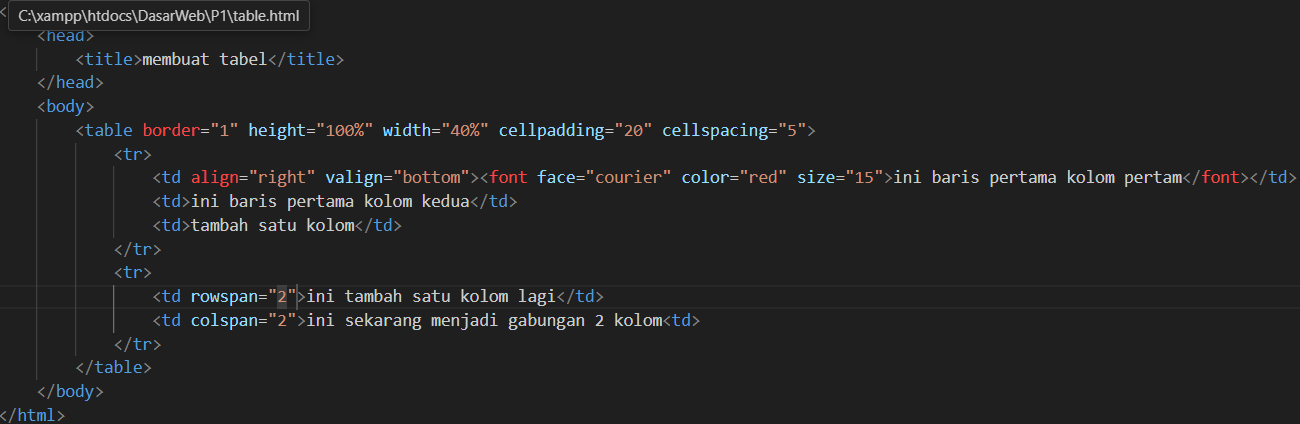 <
C:\xampp\htdocs\DasarWeb\P1\table.html
<head>
<title>membuat tabel</title>
</head>
<body>
<table border="1" height="100%" width="40%" cellpadding="20" cellspacing="5">
<tr>
<td align="right" valign="bottom"><font face="courier" color="red" size="15">ini baris pertama kolom pertam</font></td>
<td>ini baris pertama kolom kedua</td>
<td>tambah satu kolom</td>
</tr>
<tr>
<td rowspan="2">ini tambah satu kolom lagi</td>
<td colspan="2">ini sekarang menjadi gabungan 2 kolom<td>
</tr>
</table>
</body>
</html>